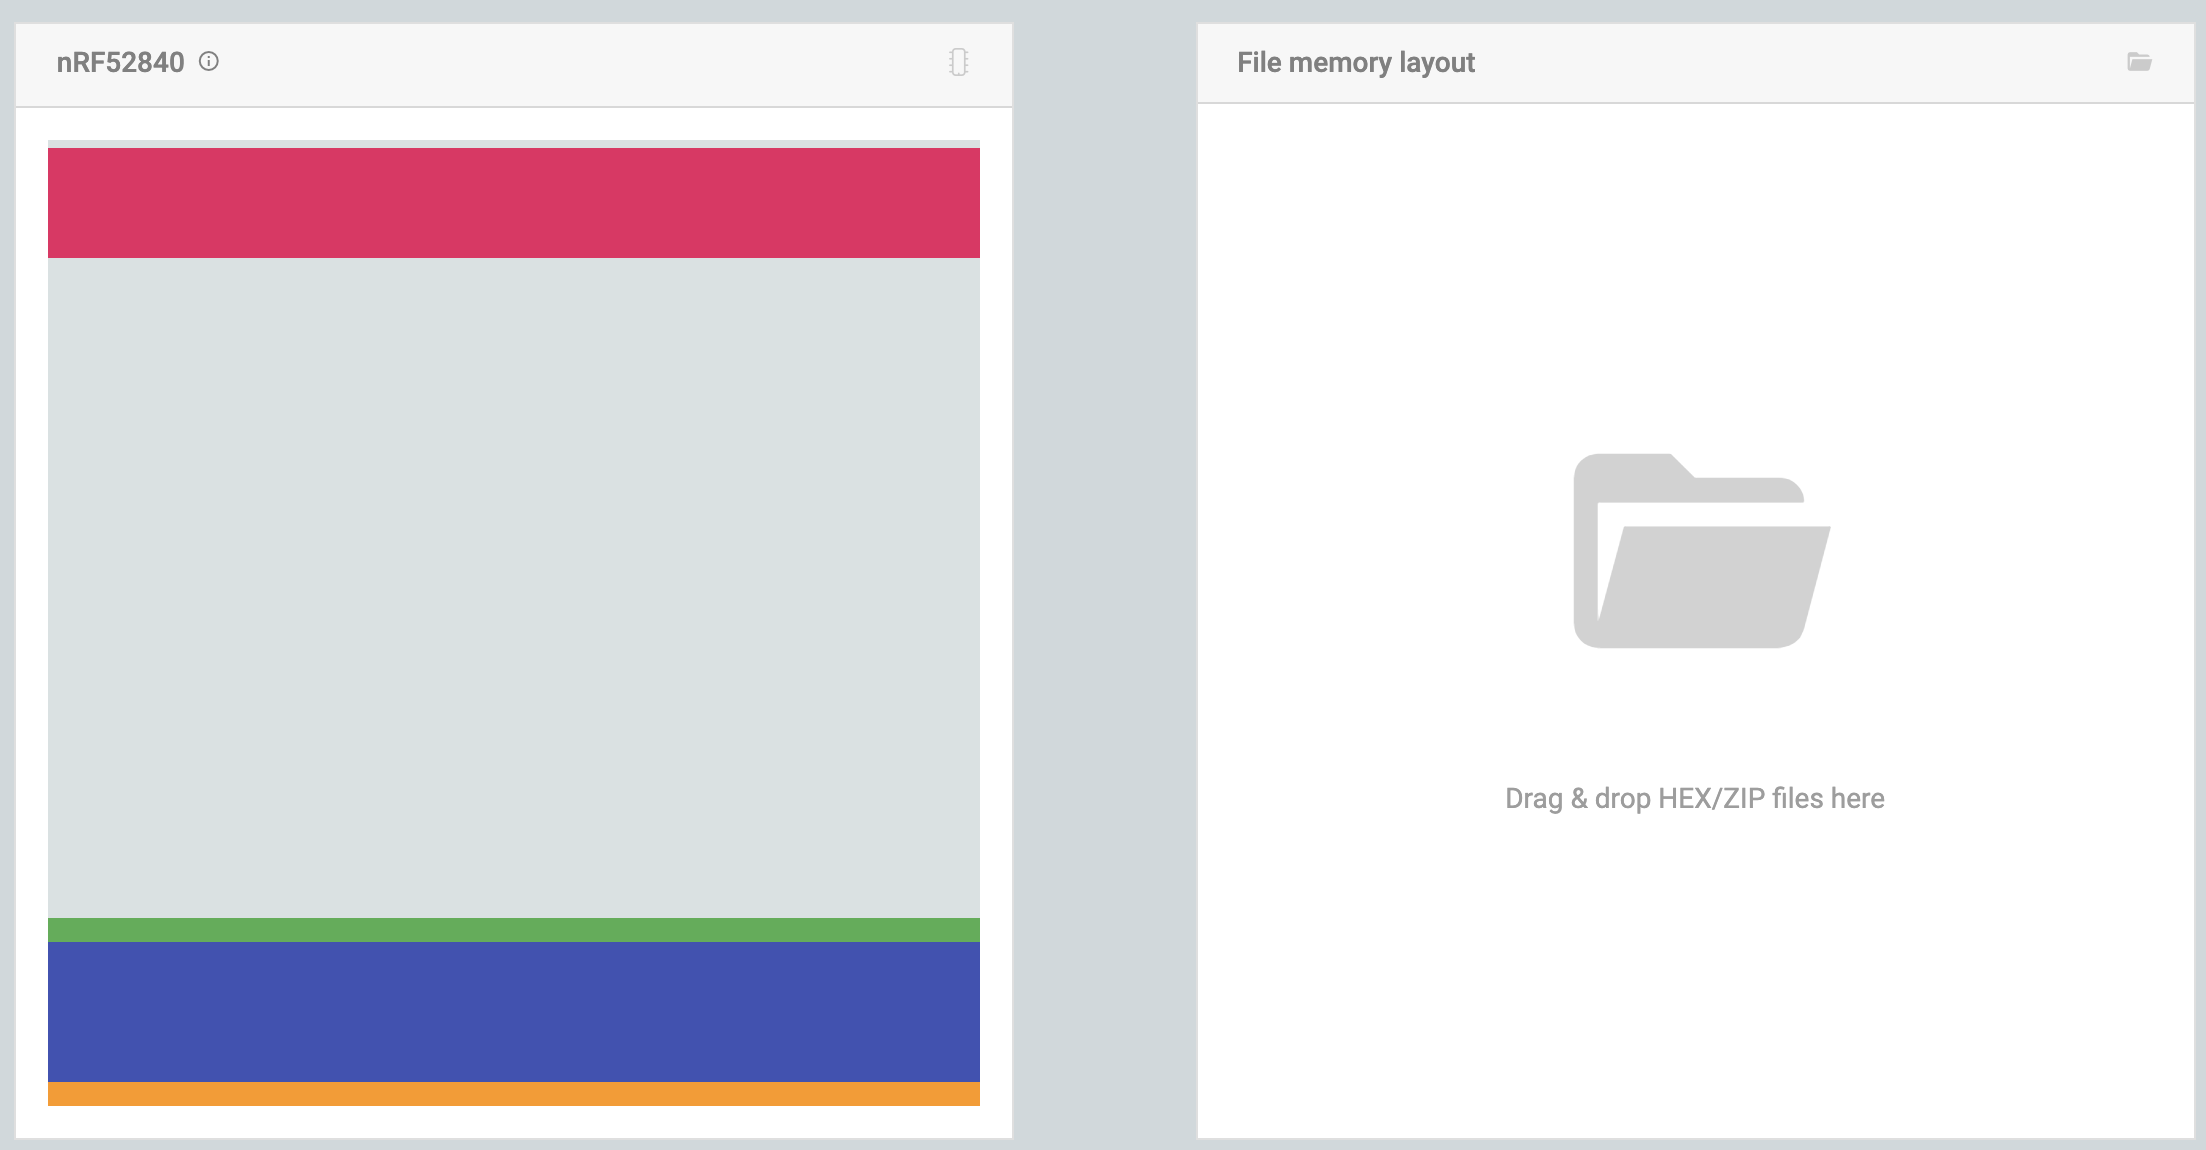 nRF52840
File memory layout
Drag & drop HEX/ZIP files here